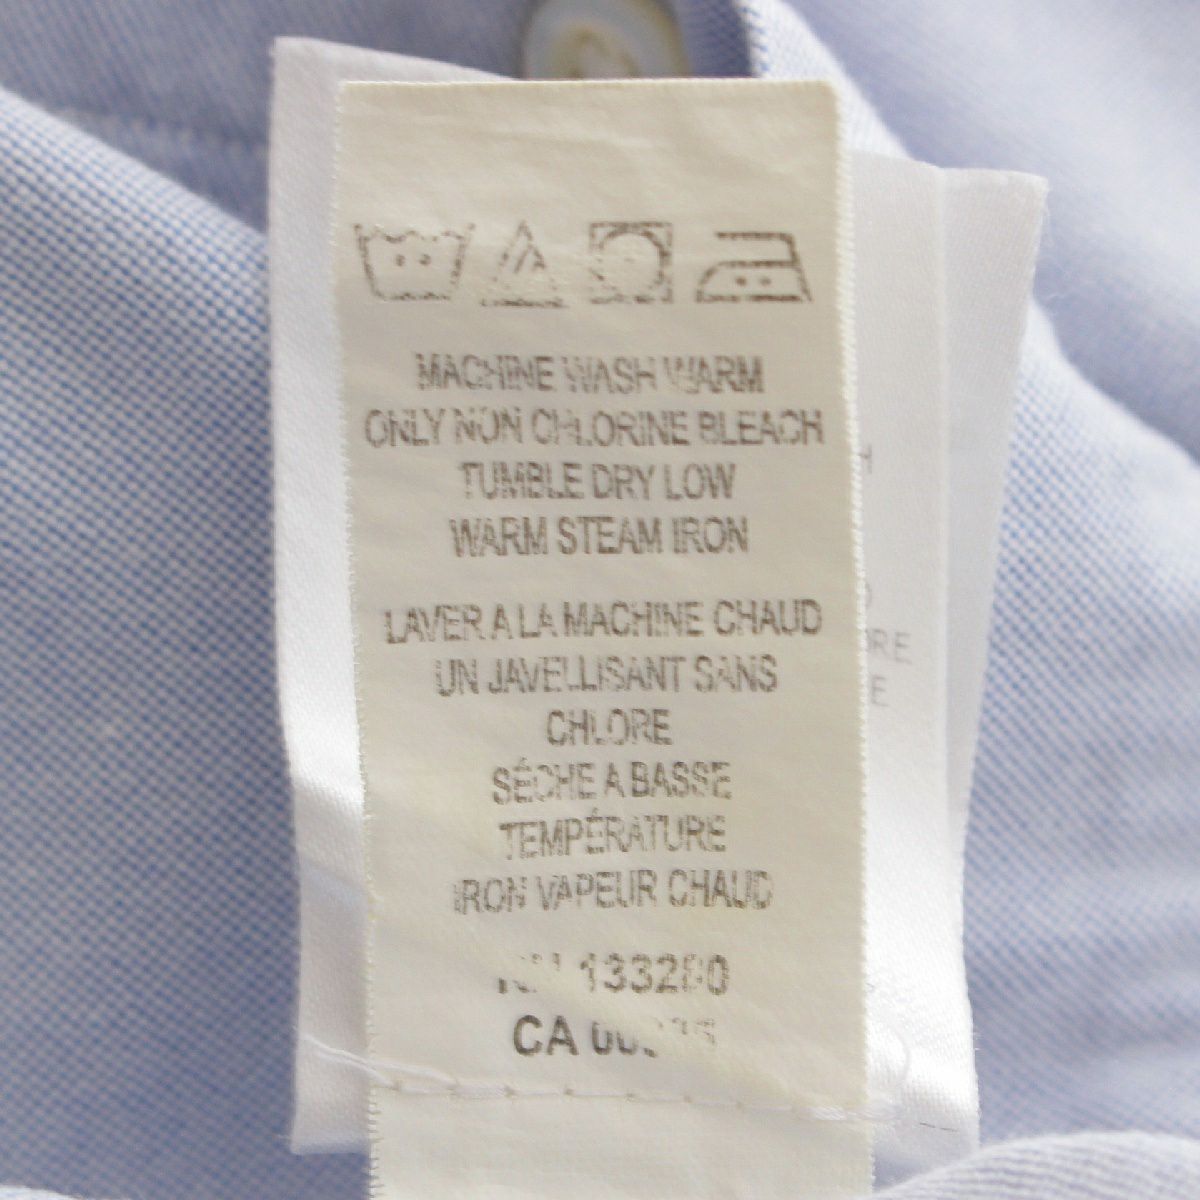 MACHINE WASH WARM
ONLY NON CHLORINE BLEACH
TUMBLE DRY LOW
WARM STEAM IRON
LAVER A LA MACHINE CHAUD
UN JAVELLISANT SANS
CHLORE
SÉCHE A BASSE
TEMPÉRATURE
IRON VAPEUR CHAUD
133280
CA